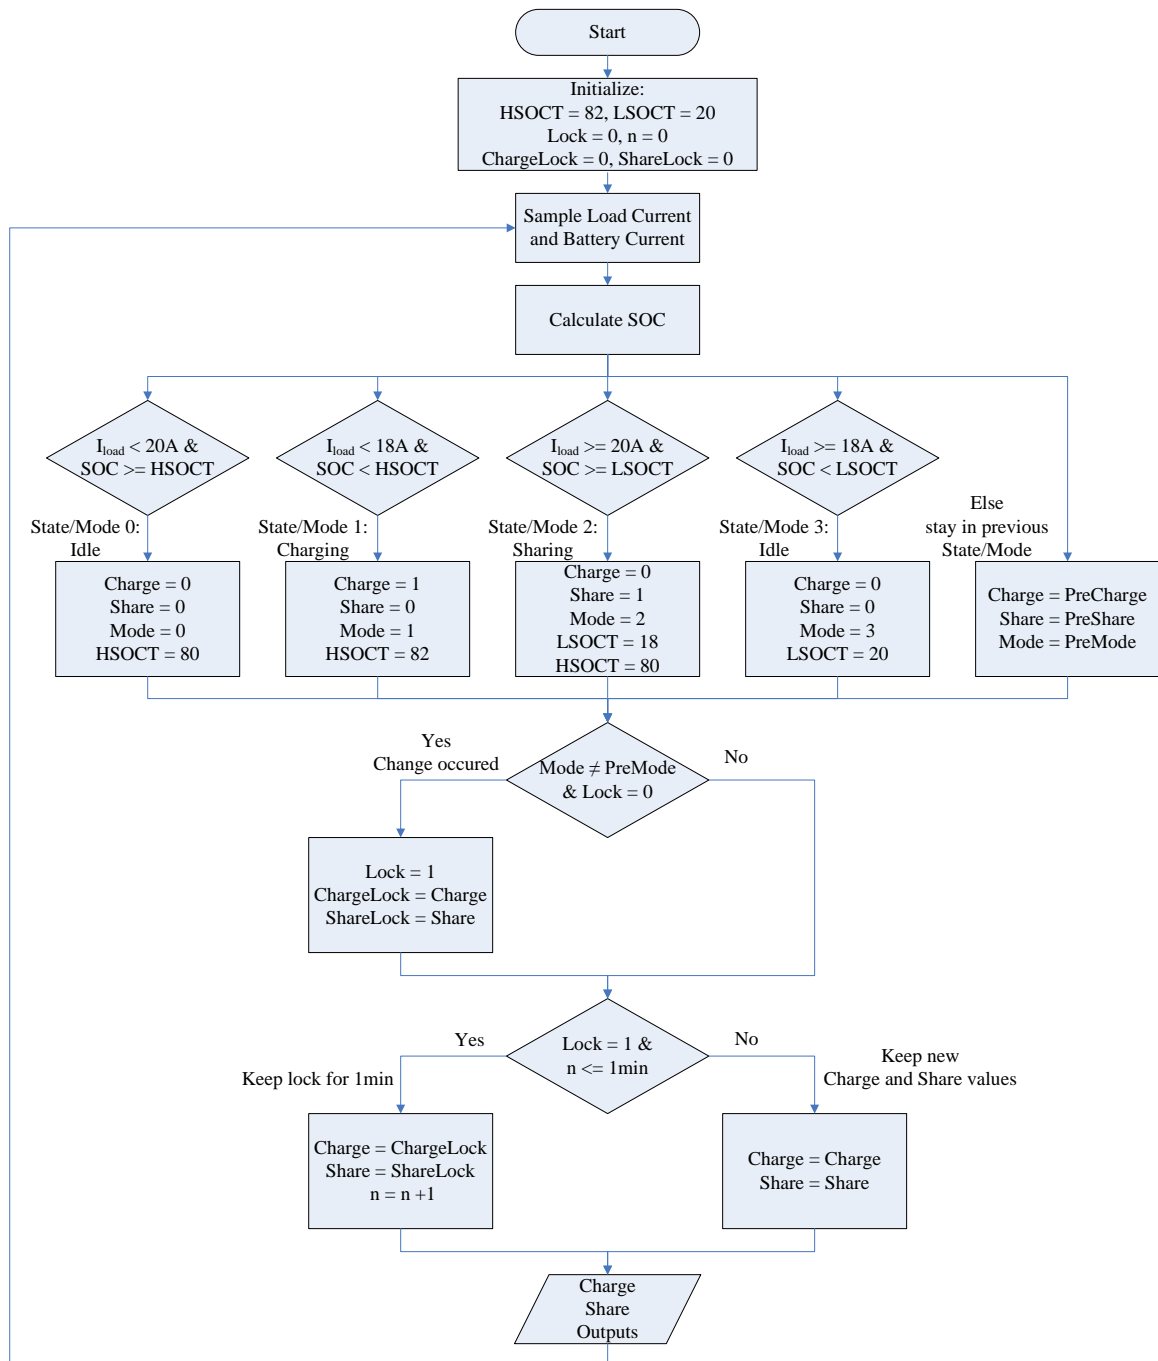 Start
Initialize:
HSOCT = 82, LSOCT = 20
Lock = 0, n = 0
ChargeLock = 0, ShareLock = 0
Sample Load Current
and Battery Current
Calculate SOC
I_load < 20A &
SOC >= HSOCT
I_load < 18A &
SOC < HSOCT
I_load >= 20A &
SOC >= LSOCT
I_load >= 18A &
SOC < LSOCT
State/Mode 0:
Idle
State/Mode 1:
Charging
State/Mode 2:
Sharing
State/Mode 3:
Idle
Else
stay in previous
State/Mode
Charge = 0
Share = 0
Mode = 0
HSOCT = 80
Charge = 1
Share = 0
Mode = 1
HSOCT = 82
Charge = 0
Share = 1
Mode = 2
LSOCT = 18
HSOCT = 80
Charge = 0
Share = 0
Mode = 3
LSOCT = 20
Charge = PreCharge
Share = PreShare
Mode = PreMode
Yes
Change occured
Mode ≠ PreMode
& Lock = 0
No
Lock = 1
ChargeLock = Charge
ShareLock = Share
Yes
Keep lock for 1min
Lock = 1 &
n <= 1min
No
Keep new
Charge and Share values
Charge = ChargeLock
Share = ShareLock
n = n +1
Charge = Charge
Share = Share
Charge
Share
Outputs